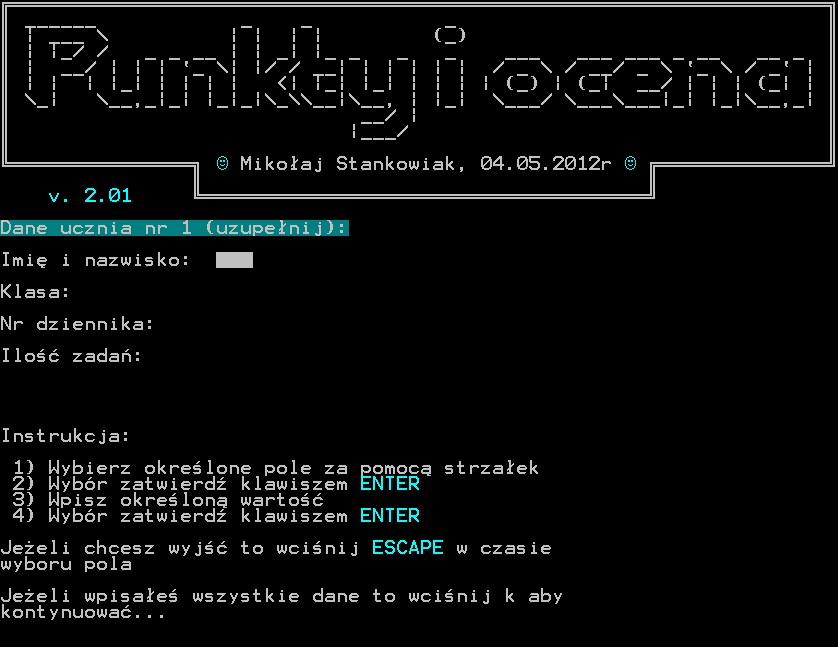 Punkty i ocena
☺ Mikołaj Stankowiak, 04.05.2012r ☺
v. 2.01
Dane ucznia nr 1 (uzupełnij):
Imię i nazwisko:
Klasa:
Nr dziennika:
Ilość zadań:
Instrukcja:
1) Wybierz określone pole za pomocą strzałek
2) Wybór zatwierdź klawiszem ENTER
3) Wpisz określoną wartość
4) Wybór zatwierdź klawiszem ENTER
Jeżeli chcesz wyjść to wciśnij ESCAPE w czasie
wyboru pola
Jeżeli wpisałeś wszystkie dane to wciśnij k aby
kontynuować...